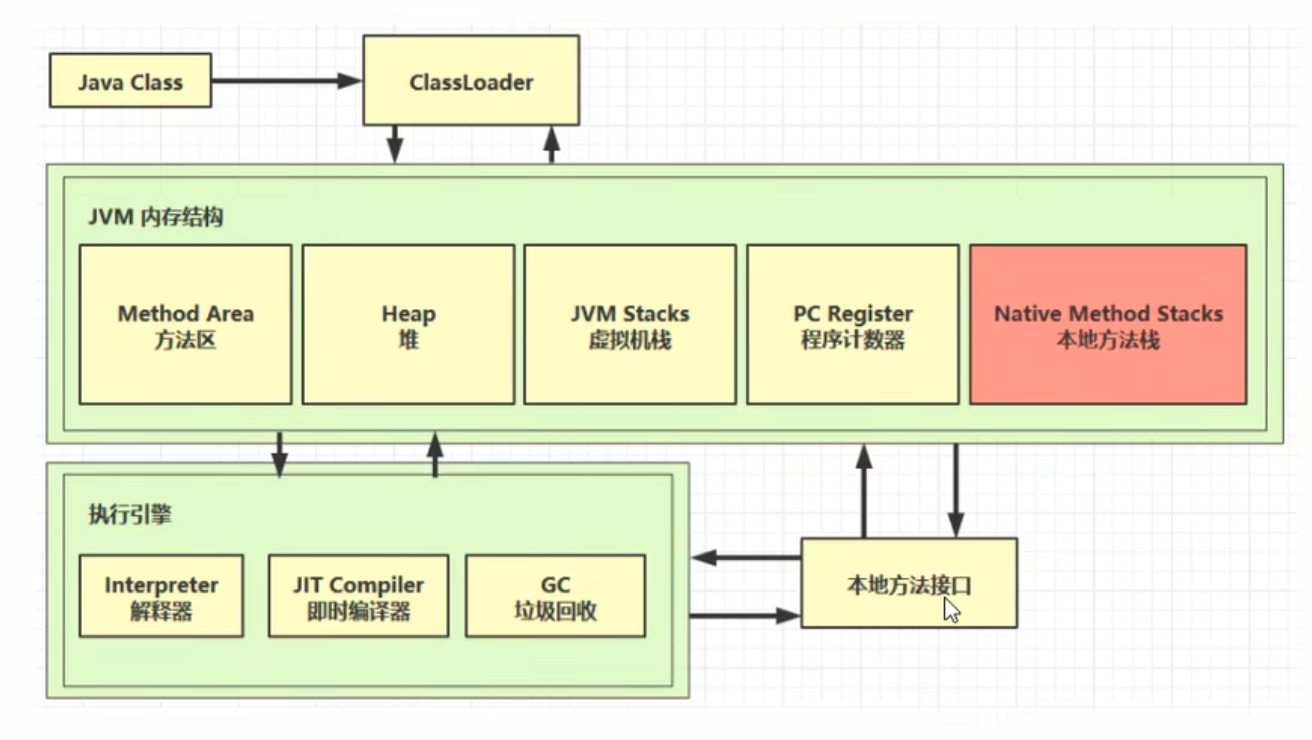 Java Class
ClassLoader
JVM 内存结构
Method Area
方法区
Heap
堆
JVM Stacks
虚拟机栈
PC Register
程序计数器
Native Method Stacks
本地方法栈
执行引擎
Interpreter
解释器
JIT Compiler
即时编译器
GC
垃圾回收
本地方法接口